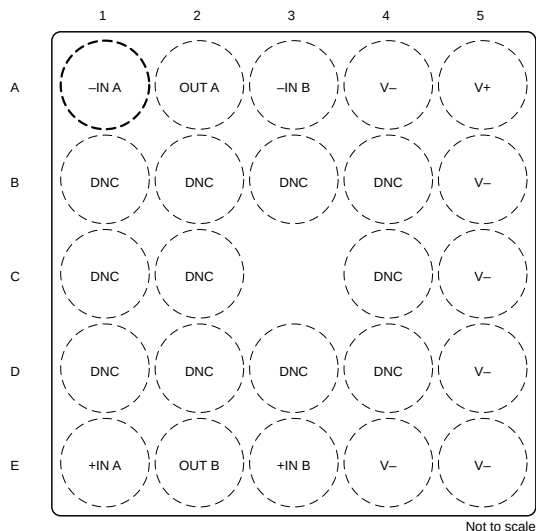 1 2 3 4 5
A –IN A OUT A –IN B V– V+
B DNC DNC DNC DNC V–
C DNC DNC DNC V–
D DNC DNC DNC DNC V–
E +IN A OUT B +IN B V– V–
Not to scale